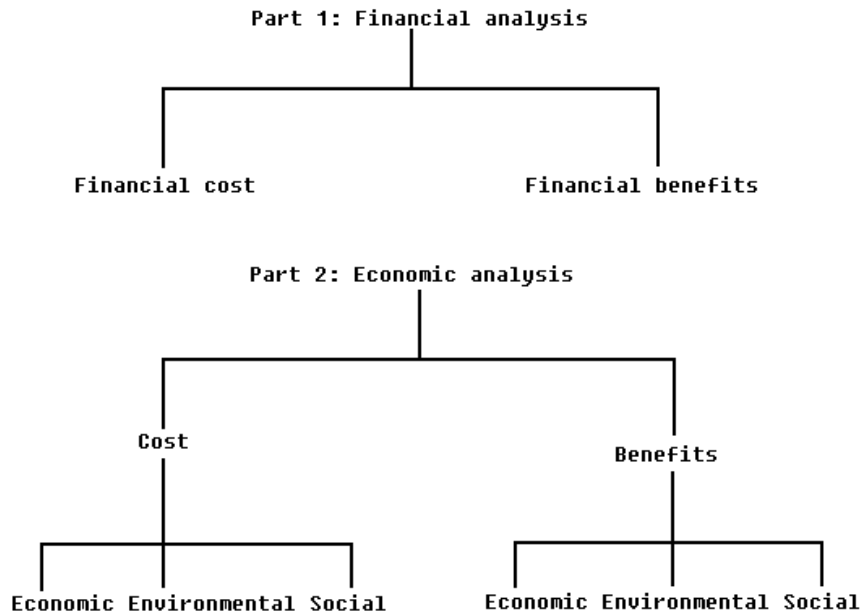 Part 1: Financial analysis
Financial cost
Financial benefits
Part 2: Economic analysis
Cost
Benefits
Economic Environmental Social
Economic Environmental Social